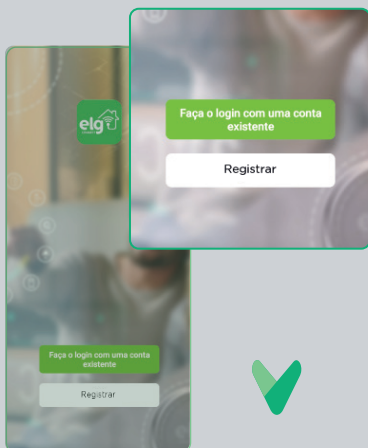 Faça o login com uma conta
existente
Registrar
elg
Faça o login com uma conta
existente
Registrar